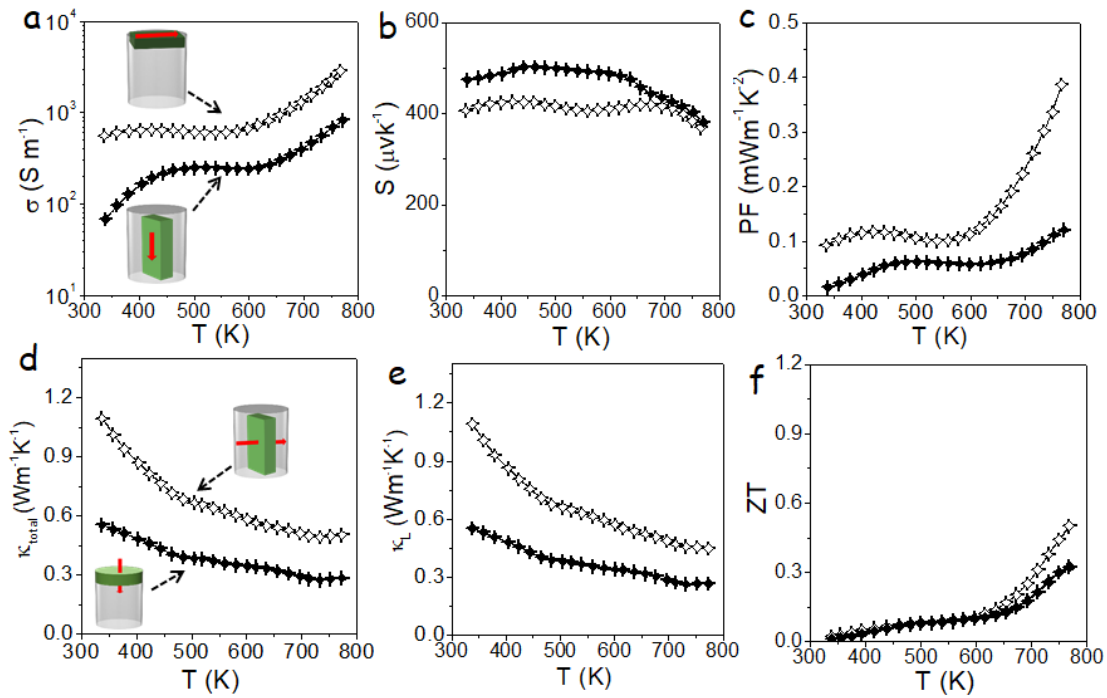 a
10⁴
10³
10²
10¹
σ (S m⁻¹)
300 400 500 600 700 800
T (K)
b
600
400
200
0
S (μvk⁻¹)
300 400 500 600 700 800
T (K)
c
0.5
0.4
0.3
0.2
0.1
0.0
PF (mWm⁻¹K⁻²)
300 400 500 600 700 800
T (K)
d
1.2
0.9
0.6
0.3
0.0
κtotal (Wm⁻¹K⁻¹)
300 400 500 600 700 800
T (K)
e
1.2
0.9
0.6
0.3
0.0
κL (Wm⁻¹K⁻¹)
300 400 500 600 700 800
T (K)
f
1.2
0.9
0.6
0.3
0.0
ZT
300 400 500 600 700 800
T (K)